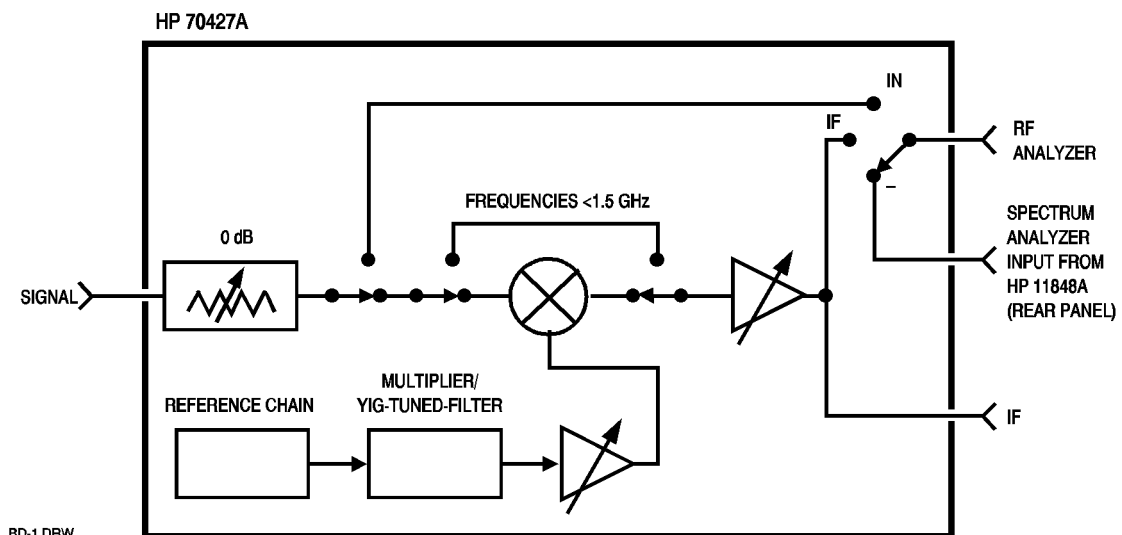 HP 70427A
IN
IF
RF
ANALYZER
FREQUENCIES <1.5 GHz
0 dB
–
SPECTRUM
ANALYZER
INPUT FROM
HP 11848A
(REAR PANEL)
SIGNAL
MULTIPLIER/
YIG-TUNED-FILTER
REFERENCE CHAIN
IF
BD-1.DRW